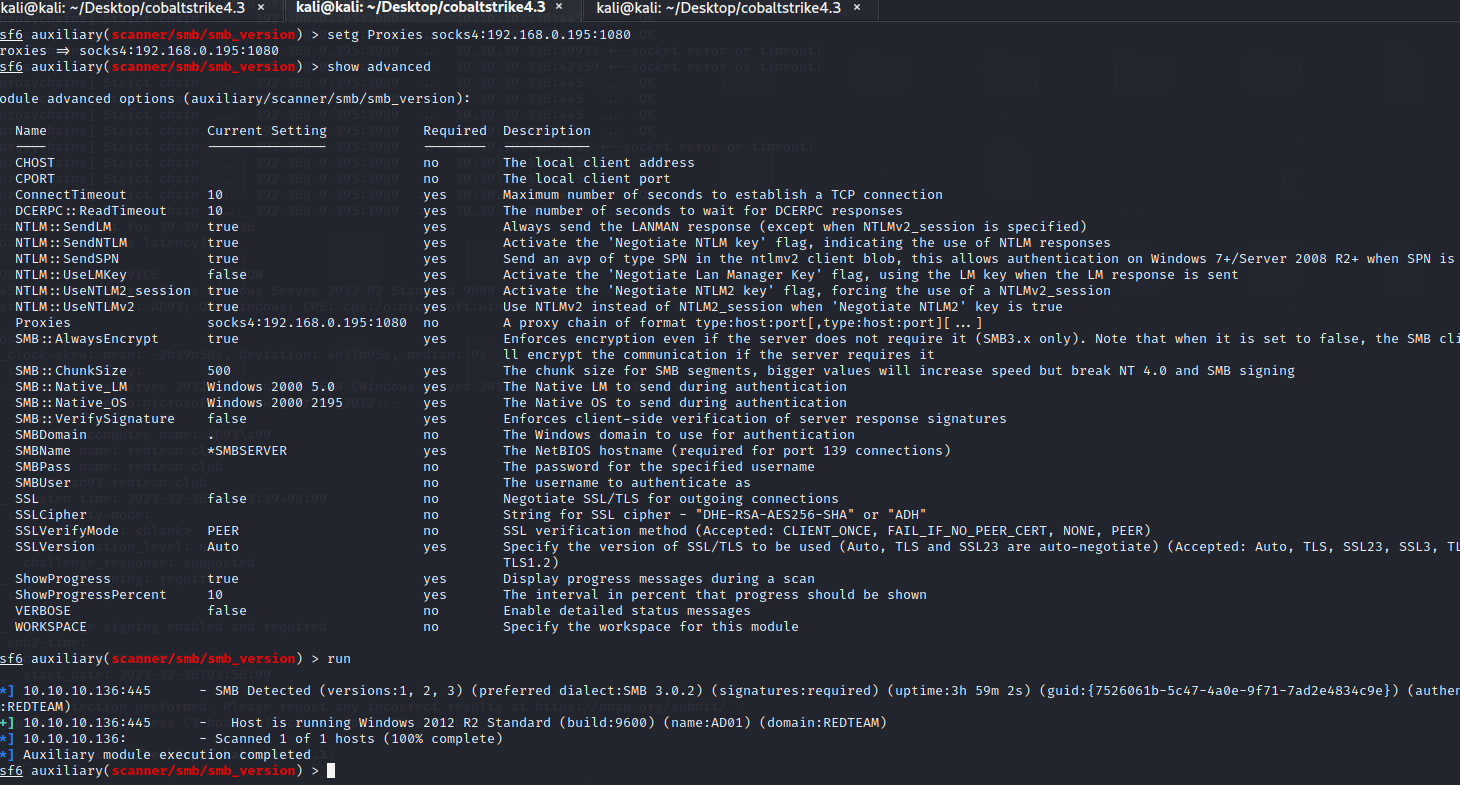 kali@kali: ~/Desktop/cobaltstrike4.3 × kali@kali: ~/Desktop/cobaltstrike4.3 × kali@kali: ~/Desktop/cobaltstrike4.3 ×
sf6 auxiliary(scanner/smb/smb_version) > setg Proxies socks4:192.168.0.195:1080
roxies => socks4:192.168.0.195:1080
sf6 auxiliary(scanner/smb/smb_version) > show advanced
odule advanced options (auxiliary/scanner/smb/smb_version):
Name Current Setting Required Description
CHOST no The local client address
CPORT no The local client port
ConnectTimeout 10 yes Maximum number of seconds to establish a TCP connection
DCERPC::ReadTimeout 10 yes The number of seconds to wait for DCERPC responses
NTLM::SendLM true yes Always send the LANMAN response (except when NTLMv2_session is specified)
NTLM::SendNTLM true yes Activate the 'Negotiate NTLM key' flag, indicating the use of NTLM responses
NTLM::SendSPN true yes Send an avp of type SPN in the ntlmv2 client blob, this allows authentication on Windows 7+/Server 2008 R2+ when SPN is
NTLM::UseLMKey false yes Activate the 'Negotiate Lan Manager Key' flag, using the LM key when the LM response is sent
NTLM::UseNTLM2_session true yes Activate the 'Negotiate NTLM2 key' flag, forcing the use of a NTLMv2_session
NTLM::UseNTLMv2 true yes Use NTLMv2 instead of NTLM2_session when 'Negotiate NTLM2' key is true
Proxies socks4:192.168.0.195:1080 no A proxy chain of format type:host:port[,type:host:port][...]
SMB::AlwaysEncrypt true yes Enforces encryption even if the server does not require it (SMB3.x only). Note that when it is set to false, the SMB cli
ll encrypt the communication if the server requires it
SMB::ChunkSize 500 yes The chunk size for SMB segments, bigger values will increase speed but break NT 4.0 and SMB signing
SMB::Native_LM Windows 2000 5.0 yes The Native LM to send during authentication
SMB::Native_OS Windows 2000 2195 yes The Native OS to send during authentication
SMB::VerifySignature false yes Enforces client-side verification of server response signatures
SMBDomain . no The Windows domain to use for authentication
SMBName *SMBSERVER yes The NetBIOS hostname (required for port 139 connections)
SMBPass no The password for the specified username
SMBUser no The username to authenticate as
SSL false no Negotiate SSL/TLS for outgoing connections
SSLCipher no String for SSL cipher - "DHE-RSA-AES256-SHA" or "ADH"
SSLVerifyMode PEER no SSL verification method (Accepted: CLIENT_ONCE, FAIL_IF_NO_PEER_CERT, NONE, PEER)
SSLVersion Auto yes Specify the version of SSL/TLS to be used (Auto, TLS and SSL23 are auto-negotiate) (Accepted: Auto, TLS, SSL23, SSL3, TL
TLS1.2)
ShowProgress true yes Display progress messages during a scan
ShowProgressPercent 10 yes The interval in percent that progress should be shown
VERBOSE false no Enable detailed status messages
WORKSPACE no Specify the workspace for this module
sf6 auxiliary(scanner/smb/smb_version) > run
*] 10.10.10.136:445 - SMB Detected (versions:1, 2, 3) (preferred dialect:SMB 3.0.2) (signatures:required) (uptime:3h 59m 2s) (guid:{7526061b-5c47-4a0e-9f71-7ad2e4834c9e}) (authen
:REDTEAM)
+] 10.10.10.136:445 - Host is running Windows 2012 R2 Standard (build:9600) (name:AD01) (domain:REDTEAM)
*] 10.10.10.136: - Scanned 1 of 1 hosts (100% complete)
*] Auxiliary module execution completed
sf6 auxiliary(scanner/smb/smb_version) >